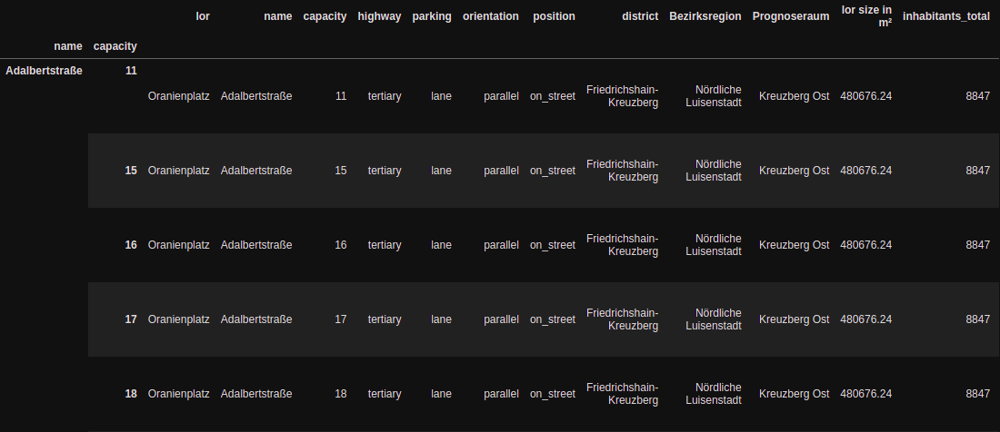 lor name capacity highway parking orientation position district Bezirksregion Prognoseraum lor size in m² inhabitants_total
name capacity
Adalbertstraße 11
Oranienplatz Adalbertstraße 11 tertiary lane parallel on_street Friedrichshain-Kreuzberg Nördliche Luisenstadt Kreuzberg Ost 480676.24 8847
15 Oranienplatz Adalbertstraße 15 tertiary lane parallel on_street Friedrichshain-Kreuzberg Nördliche Luisenstadt Kreuzberg Ost 480676.24 8847
16 Oranienplatz Adalbertstraße 16 tertiary lane parallel on_street Friedrichshain-Kreuzberg Nördliche Luisenstadt Kreuzberg Ost 480676.24 8847
17 Oranienplatz Adalbertstraße 17 tertiary lane parallel on_street Friedrichshain-Kreuzberg Nördliche Luisenstadt Kreuzberg Ost 480676.24 8847
18 Oranienplatz Adalbertstraße 18 tertiary lane parallel on_street Friedrichshain-Kreuzberg Nördliche Luisenstadt Kreuzberg Ost 480676.24 8847